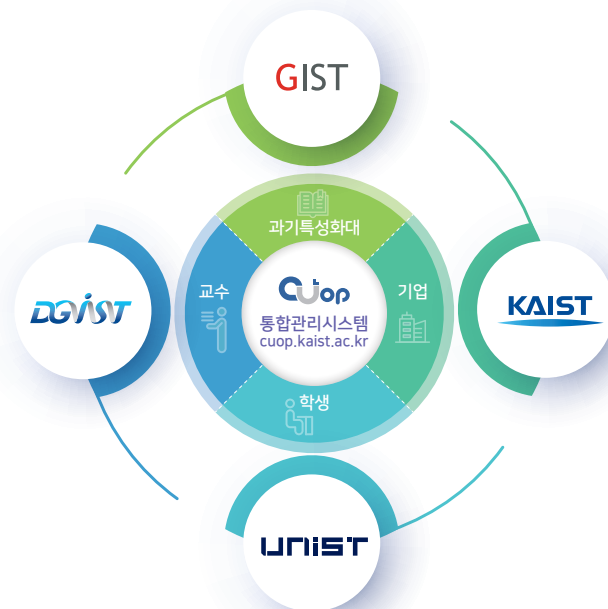 GIST
과기특성화대
교수
기업
CUop
통합관리시스템
cuop.kaist.ac.kr
DGIST
KAIST
학생
UNIST